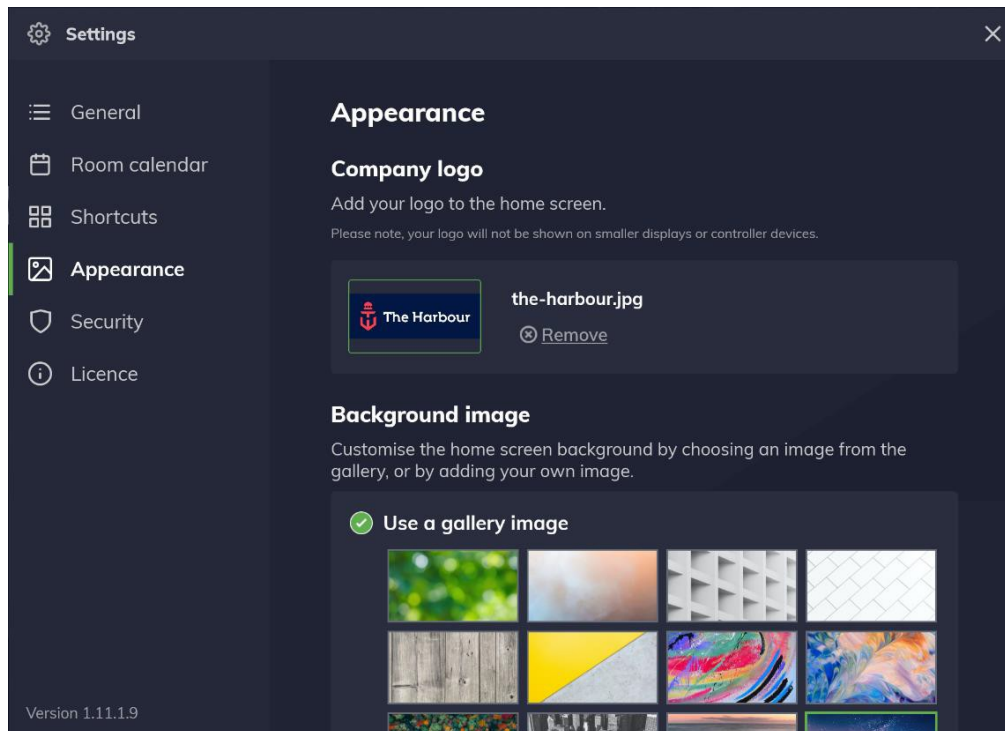 Settings
General
Room calendar
Shortcuts
Appearance
Security
Licence
Version 1.11.1.9
Appearance
Company logo
Add your logo to the home screen.
Please note, your logo will not be shown on smaller displays or controller devices.
The Harbour
the-harbour.jpg
Remove
Background image
Customise the home screen background by choosing an image from the
gallery, or by adding your own image.
Use a gallery image